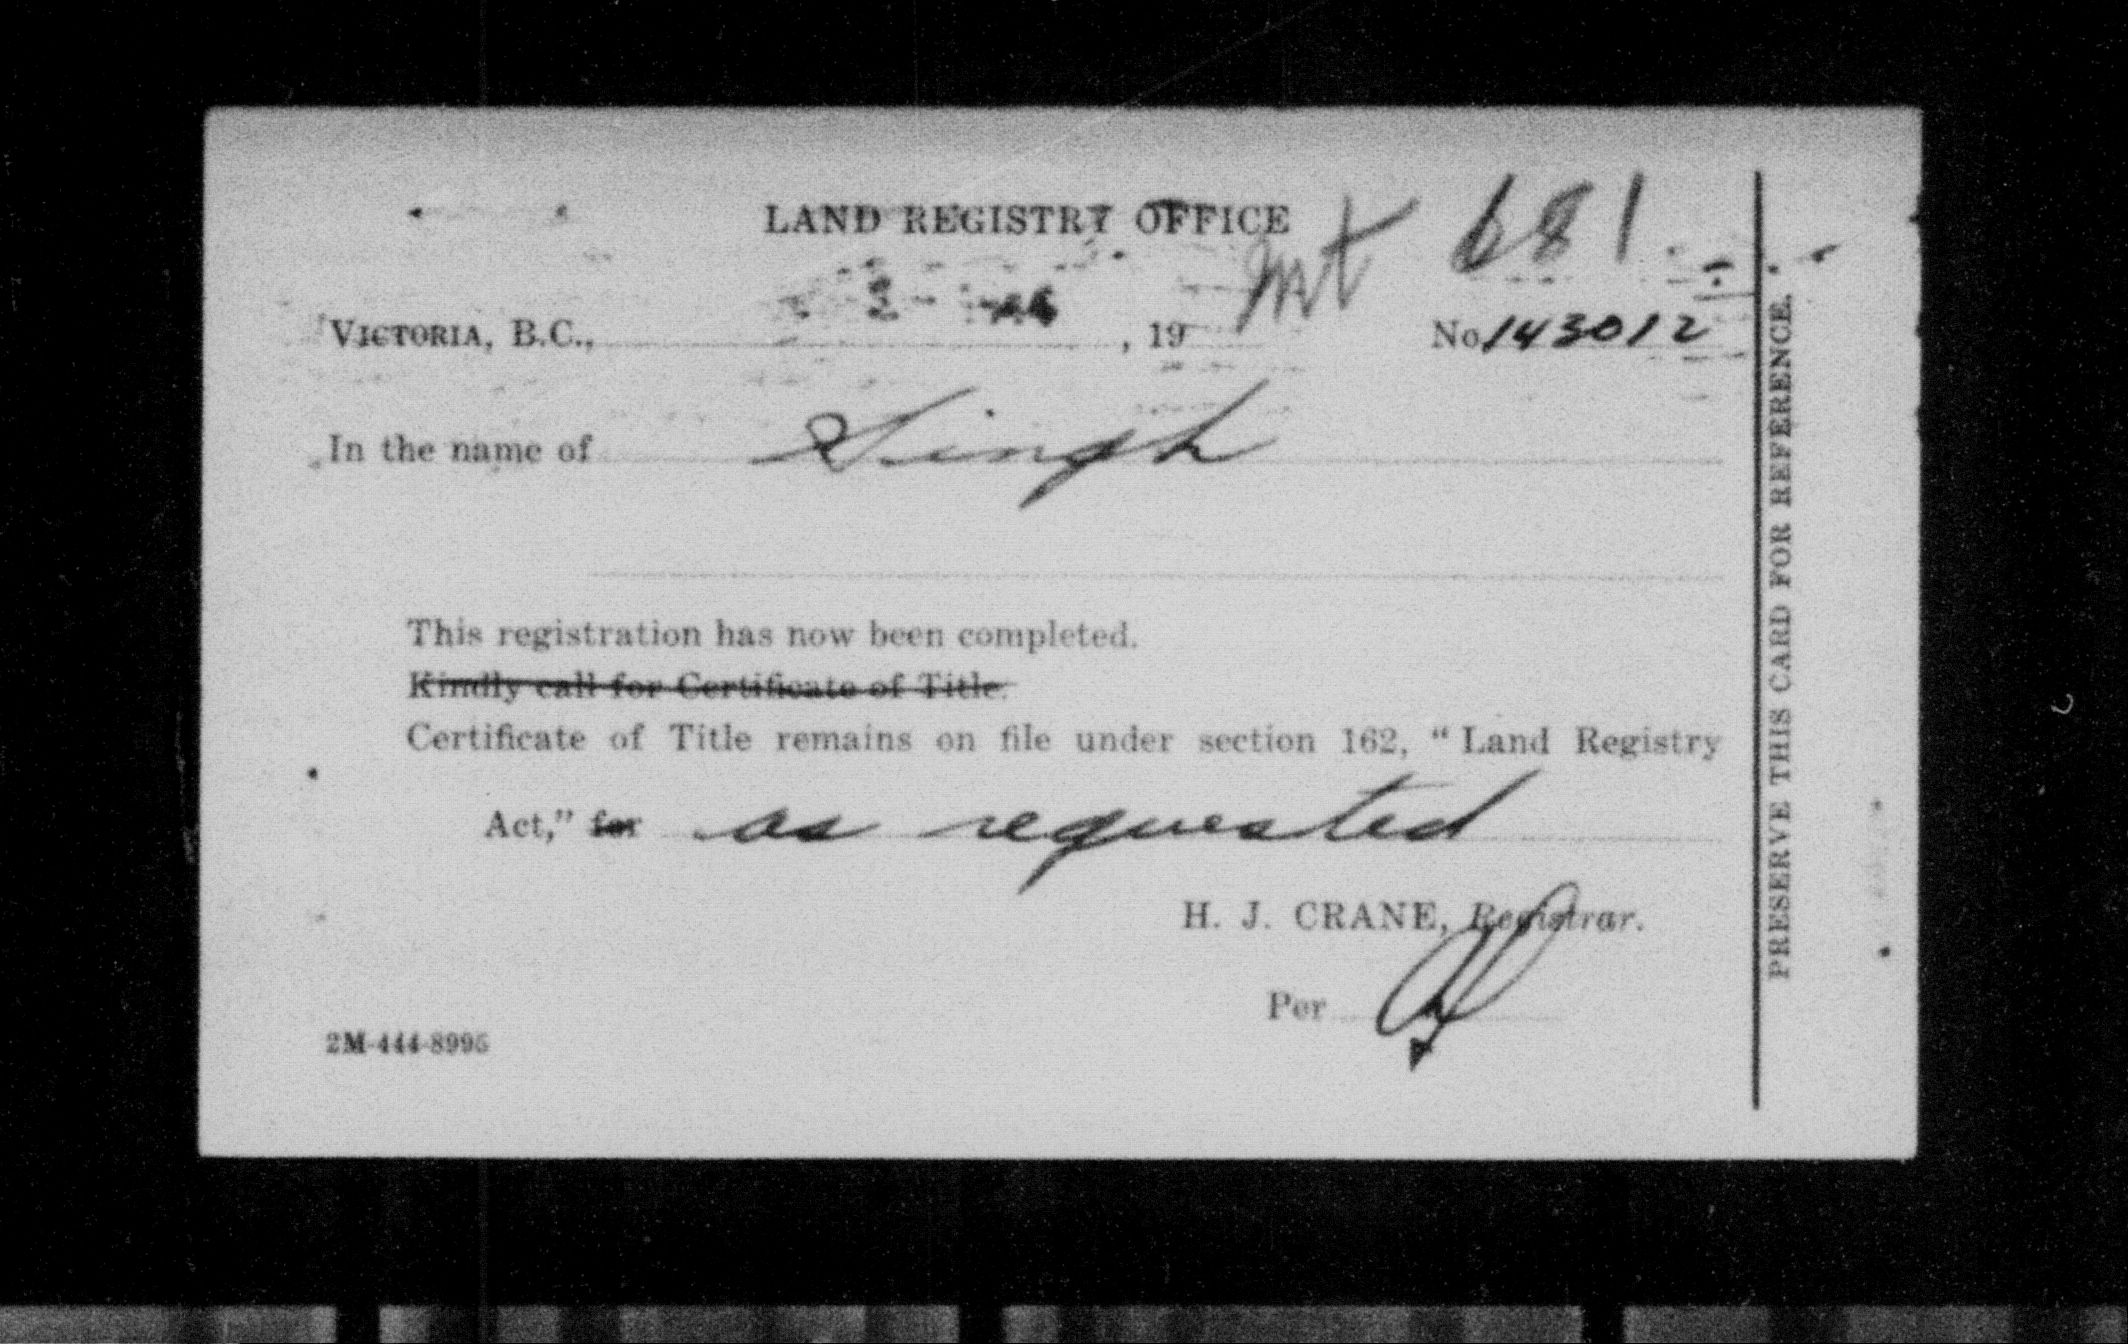 mt 681
LAND REGISTRY OFFICE
VICTORIA, B.C., , 19 No. 143012
In the name of Singh
This registration has now been completed.
Kindly call for Certificate of Title.
Certificate of Title remains on file under section 162, "Land Registry
Act," for as requested
H. J. CRANE, Registrar.
Per
2M-444-8995
PRESERVE THIS CARD FOR REFERENCE.